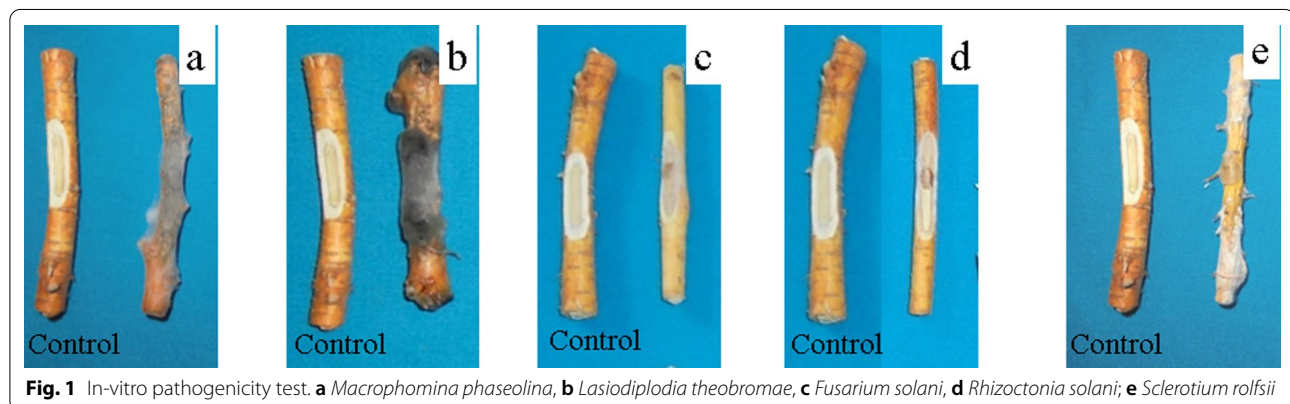 a
b
c
d
e
Control
Control
Control
Control
Control
Fig. 1 In-vitro pathogenicity test. a Macrophomina phaseolina, b Lasiodiplodia theobromae, c Fusarium solani, d Rhizoctonia solani; e Sclerotium rolfsii